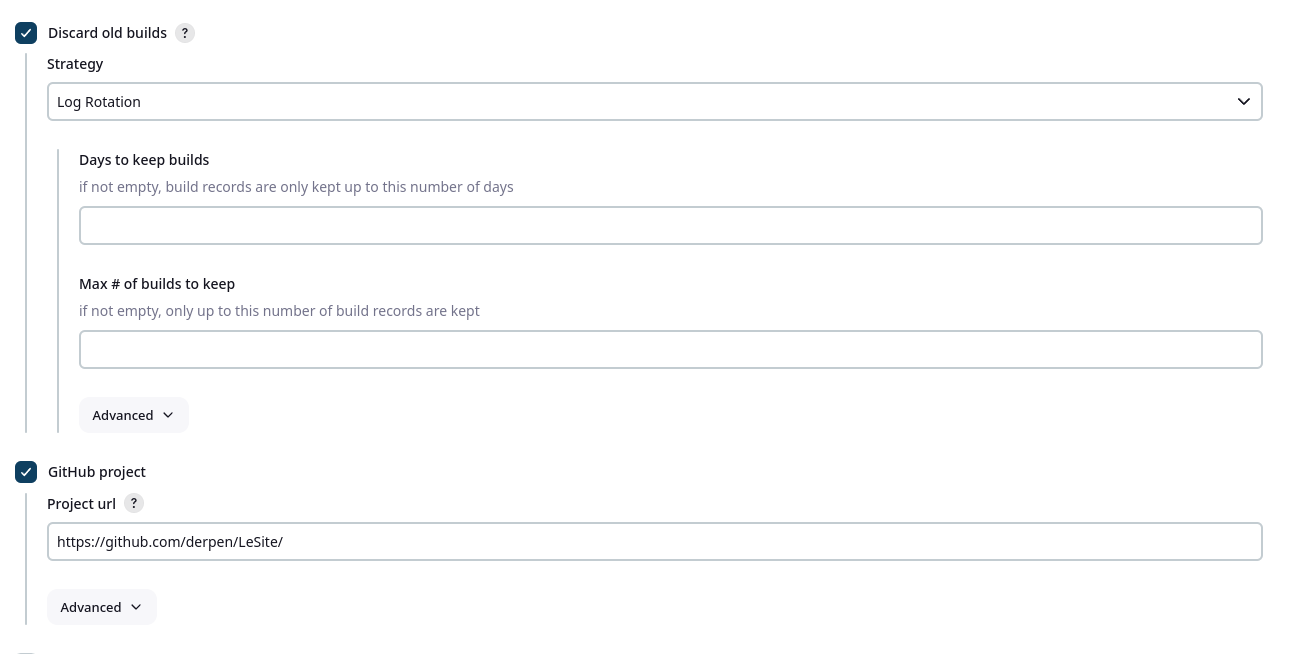 Discard old builds ?
Strategy
Log Rotation
Days to keep builds
if not empty, build records are only kept up to this number of days
Max # of builds to keep
if not empty, only up to this number of build records are kept
Advanced
GitHub project
Project url ?
https://github.com/derpen/LeSite/
Advanced